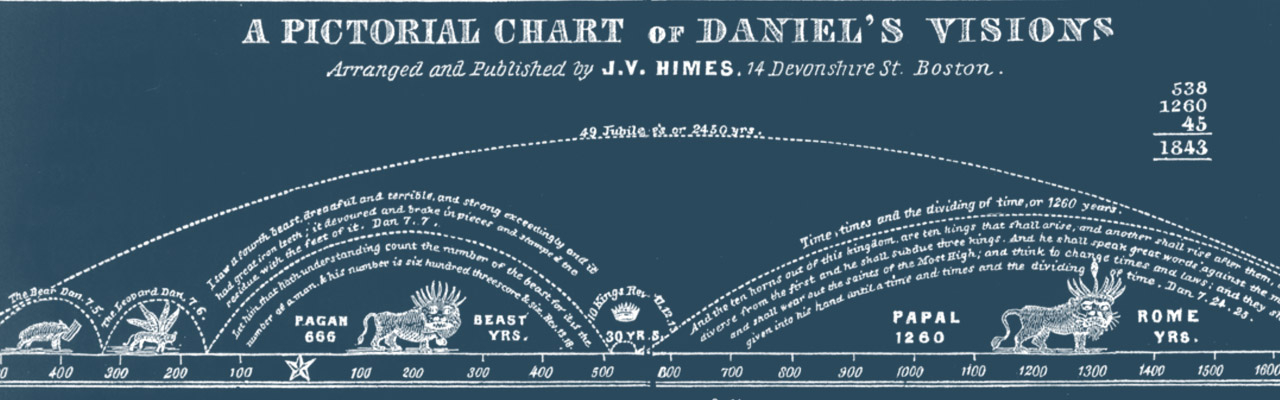 A PICTORIAL CHART OF DANIEL'S VISIONS
Arranged and Published by J.V. HIMES. 14 Devonshire St. Boston.
538
1260
45
1843
49 Jubile or 2450 yrs.
The Bear Dan. 7.5.
The Leopard Dan. 7.6.
I saw a fourth beast, dreadful and terrible, and strong exceedingly and it
had great iron teeth; it devoured and brake in pieces and stamped the
residue with the feet of it. Dan 7.7.
Let him that hath understanding count the number of the beast for it is the
number of a man, & his number is six hundred threescore & six. Rev. 13. 18.
PAGAN
666
BEAST
YRS.
10 Kings Rev. 17. 12.
30 YR.S.
Time, times and the dividing of time, or 1260 years.
And the ten horns out of this kingdom, are ten kings that shall arise, and another shall rise after them,
diverse from the first and he shall subdue three kings. And he shall speak great words against the
and shall wear out the saints of the Most High; and think to change times and laws; and they
given into his hand until a time and times and the dividing of time. Dan 7. 24. 25.
PAPAL
1260
ROME
YRS.
0 400 300 200 100 100 200 300 400 500 600 700 800 900 1000 1100 1200 1300 1400 1500 1600